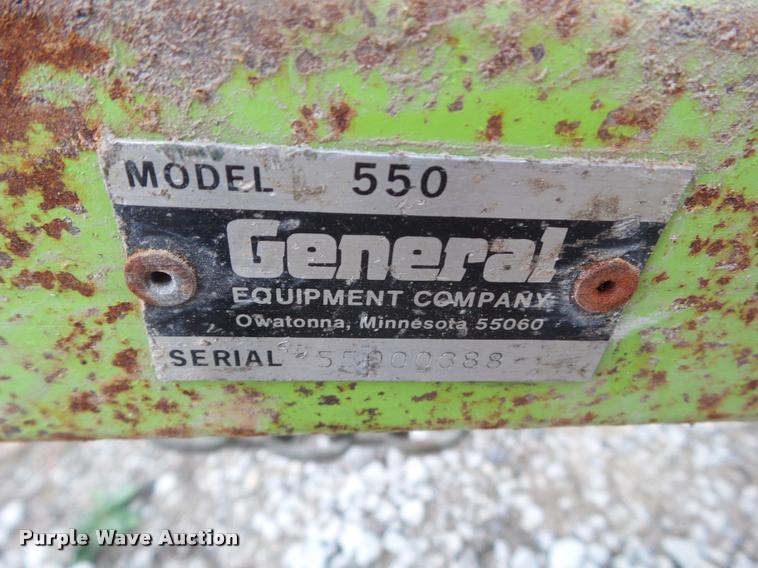 MODEL 550
General
EQUIPMENT COMPANY
Owatonna, Minnesota 55060
SERIAL
Purple Wave Auction